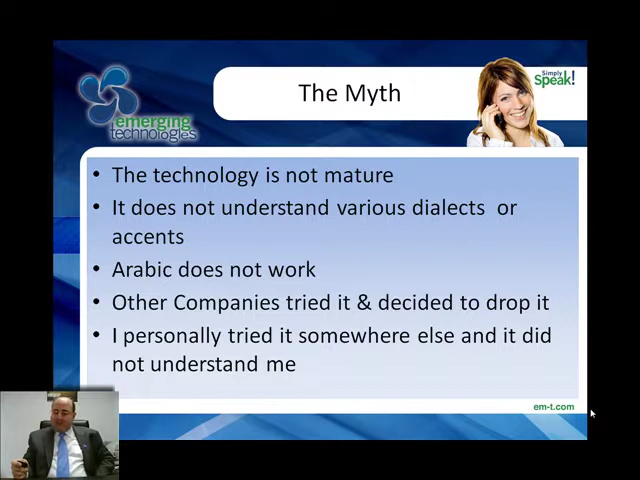 The Myth
Simply
Speak!
emerging
technologies
• The technology is not mature
• It does not understand various dialects or
accents
• Arabic does not work
• Other Companies tried it & decided to drop it
• I personally tried it somewhere else and it did
not understand me
em-t.com